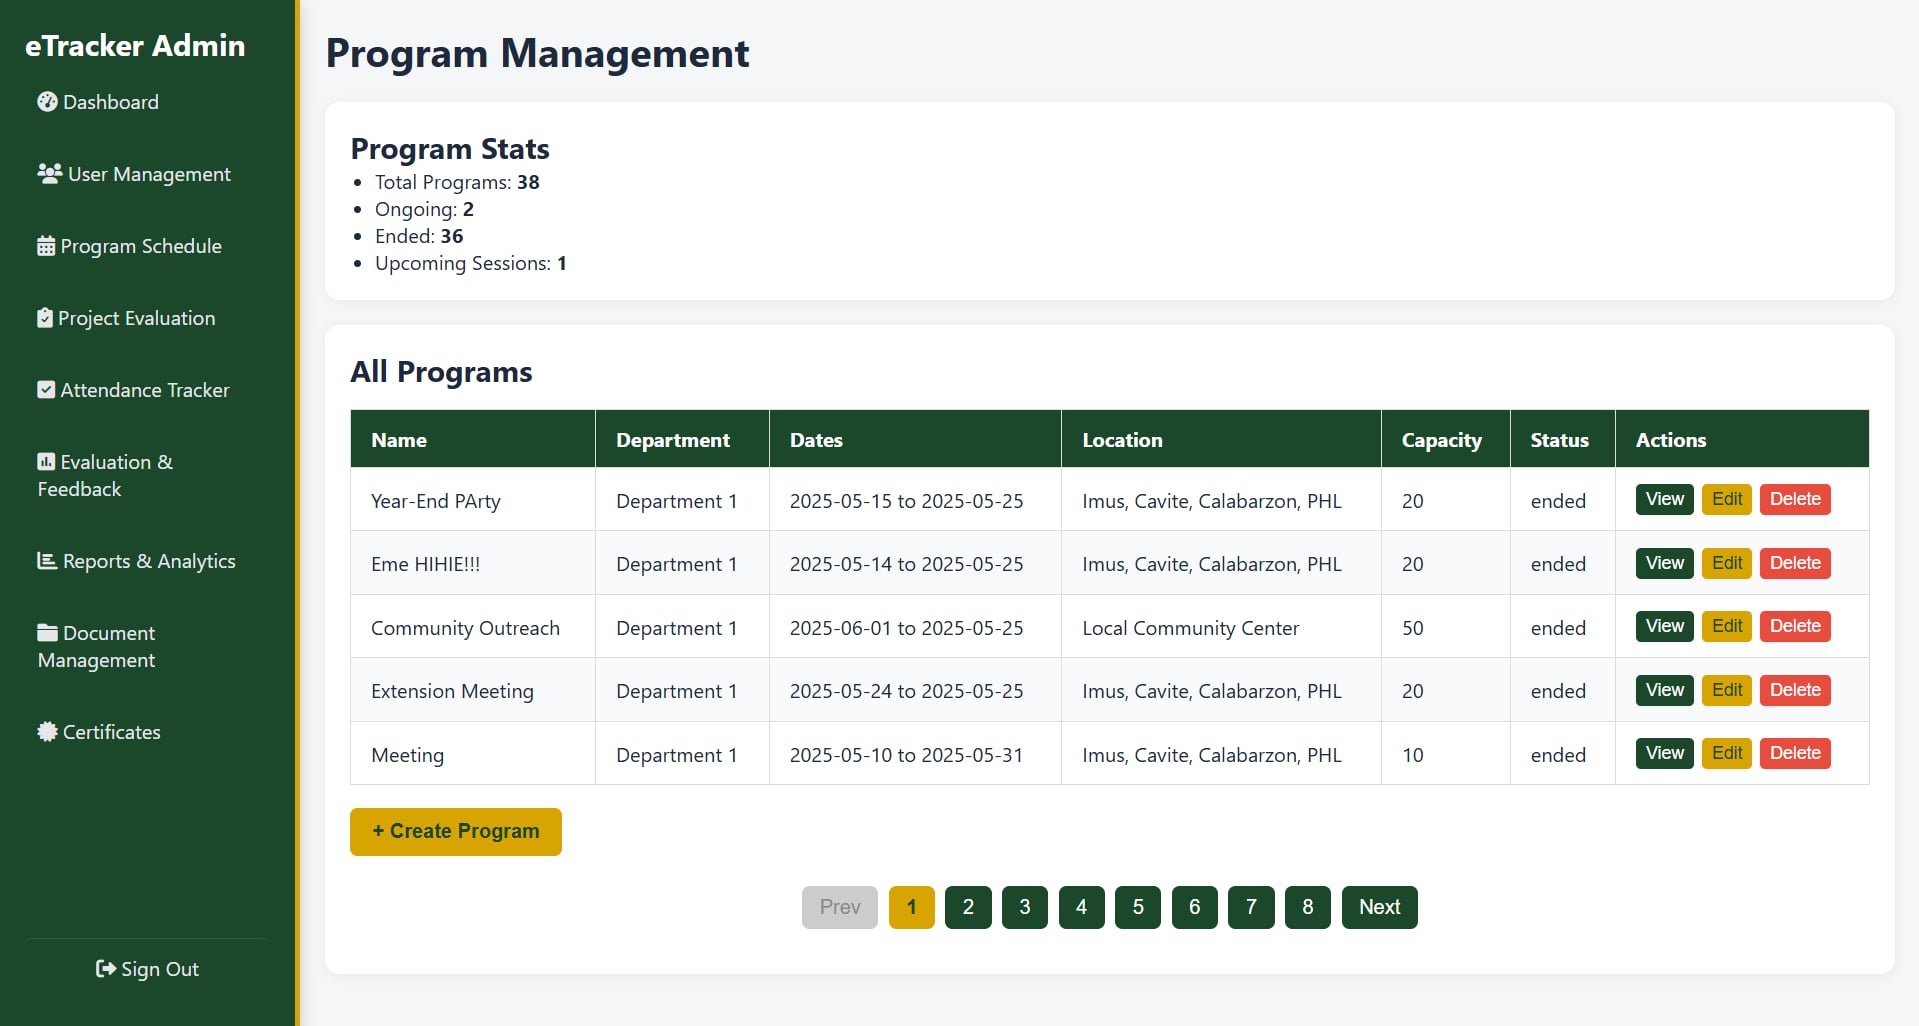 eTracker Admin
Dashboard
User Management
Program Schedule
Project Evaluation
Attendance Tracker
Evaluation &
Feedback
Reports & Analytics
Document
Management
Certificates
Sign Out
Program Management
Program Stats
• Total Programs: 38
• Ongoing: 2
• Ended: 36
• Upcoming Sessions: 1
All Programs
Name Department Dates Location Capacity Status Actions
Year-End PArty Department 1 2025-05-15 to 2025-05-25 Imus, Cavite, Calabarzon, PHL 20 ended View Edit Delete
Eme HIHIE!!! Department 1 2025-05-14 to 2025-05-25 Imus, Cavite, Calabarzon, PHL 20 ended View Edit Delete
Community Outreach Department 1 2025-06-01 to 2025-05-25 Local Community Center 50 ended View Edit Delete
Extension Meeting Department 1 2025-05-24 to 2025-05-25 Imus, Cavite, Calabarzon, PHL 20 ended View Edit Delete
Meeting Department 1 2025-05-10 to 2025-05-31 Imus, Cavite, Calabarzon, PHL 10 ended View Edit Delete
+ Create Program
Prev 1 2 3 4 5 6 7 8 Next